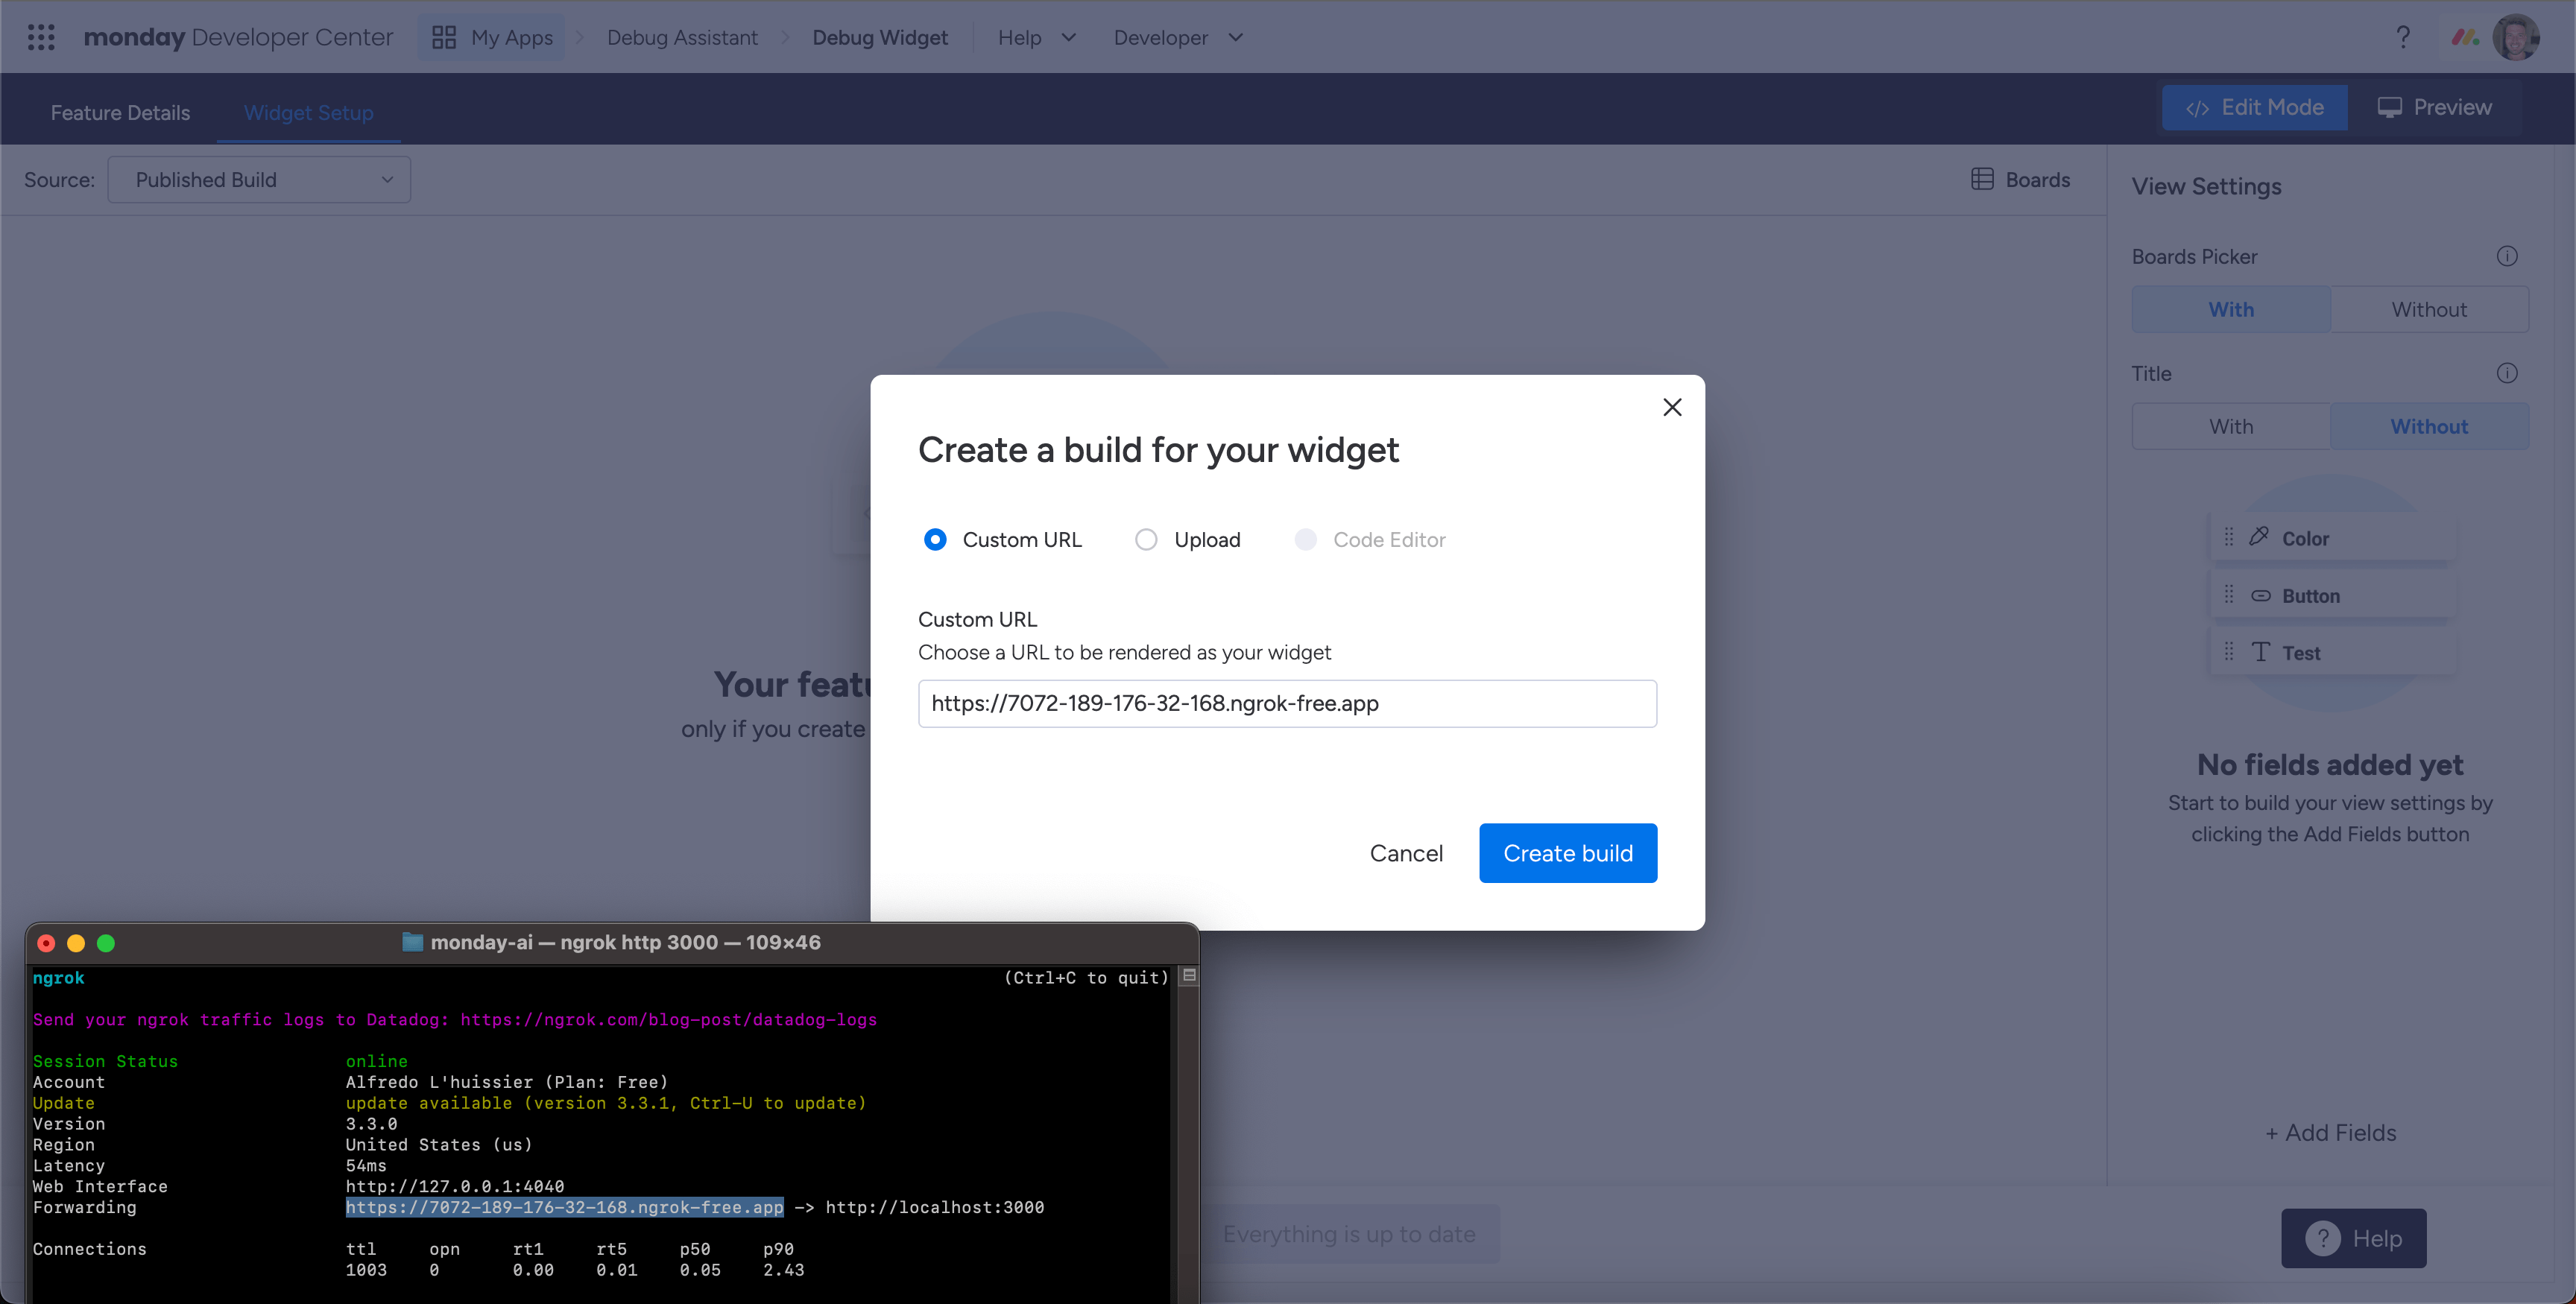 monday Developer Center My Apps Debug Assistant Debug Widget Help Developer ?
Feature Details Widget Setup </> Edit Mode Preview
Source: Published Build Boards
View Settings
Boards Picker
With Without
Title
With Without
Color
Button
Test
No fields added yet
Start to build your view settings by
clicking the Add Fields button
+ Add Fields
Your featu
only if you create
Create a build for your widget
Custom URL Upload Code Editor
Custom URL
Choose a URL to be rendered as your widget
https://7072-189-176-32-168.ngrok-free.app
Cancel Create build
Everything is up to date
? Help
monday-ai — ngrok http 3000 — 109×46
ngrok (Ctrl+C to quit)
Send your ngrok traffic logs to Datadog: https://ngrok.com/blog-post/datadog-logs
Session Status online
Account Alfredo L'huissier (Plan: Free)
Update update available (version 3.3.1, Ctrl-U to update)
Version 3.3.0
Region United States (us)
Latency 54ms
Web Interface http://127.0.0.1:4040
Forwarding https://7072-189-176-32-168.ngrok-free.app -> http://localhost:3000
Connections ttl opn rt1 rt5 p50 p90
1003 0 0.00 0.01 0.05 2.43